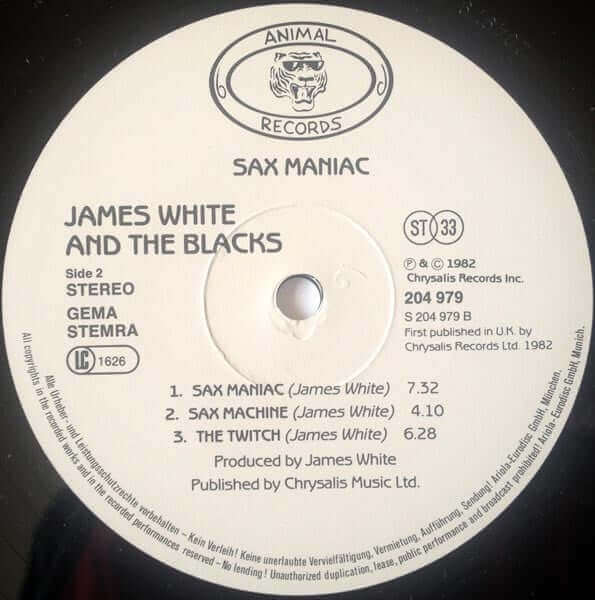 ANIMAL
RECORDS
SAX MANIAC
JAMES WHITE
AND THE BLACKS
Side 2
STEREO
GEMA
STEMRA
LC 1626
ST 33
℗ & © 1982
Chrysalis Records Inc.
204 979
S 204 979 B
First published in U.K. by
Chrysalis Records Ltd. 1982
1. SAX MANIAC (James White) 7.32
2. SAX MACHINE (James White) 4.10
3. THE TWITCH (James White) 6.28
Produced by James White
Published by Chrysalis Music Ltd.
Alle Urheber- und Leistungsschutzrechte vorbehalten – Kein Verleih! Keine unerlaubte Vervielfältigung, Vermietung, Aufführung, Sendung! Ariola-Eurodisc GmbH, München.
All copyrights in the recorded works and in the recorded performances reserved – No lending! Unauthorized duplication, lease, public performance and broadcast prohibited! Ariola-Eurodisc GmbH, Munich.